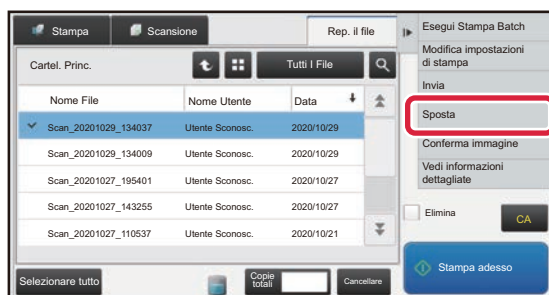 Stampa
Scansione
Rep. il file
Cartel. Princ.
Tutti I File
Nome File
Nome Utente
Data
Scan_20201029_134037
Utente Sconosc.
2020/10/29
Scan_20201029_134009
Utente Sconosc.
2020/10/29
Scan_20201027_195401
Utente Sconosc.
2020/10/27
Scan_20201027_143255
Utente Sconosc.
2020/10/27
Scan_20201027_110537
Utente Sconosc.
2020/10/21
Selezionare tutto
Copie
totali
Cancellare
Esegui Stampa Batch
Modifica impostazioni
di stampa
Invia
Sposta
Conferma immagine
Vedi informazioni
dettagliate
Elimina
CA
Stampa adesso